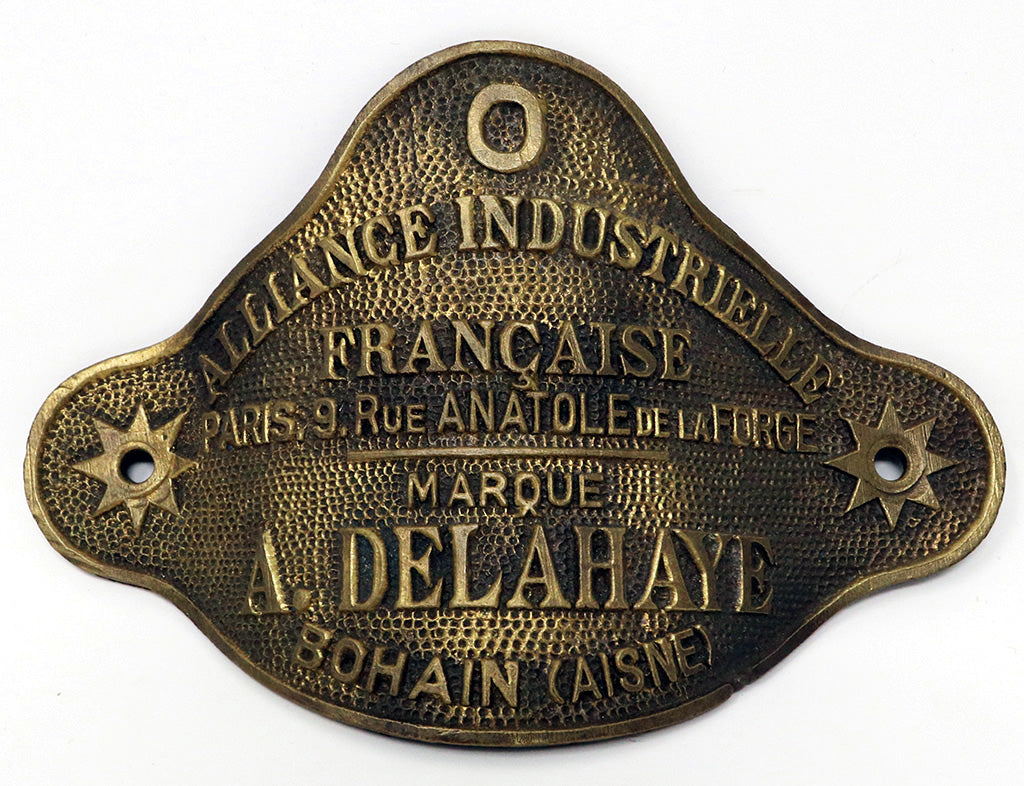 O
ALLIANCE INDUSTRIELLE
FRANÇAISE
PARIS, 9, RUE ANATOLE DE LA FORGE
MARQUE
A. DELAHAYE
BOHAIN (AISNE)